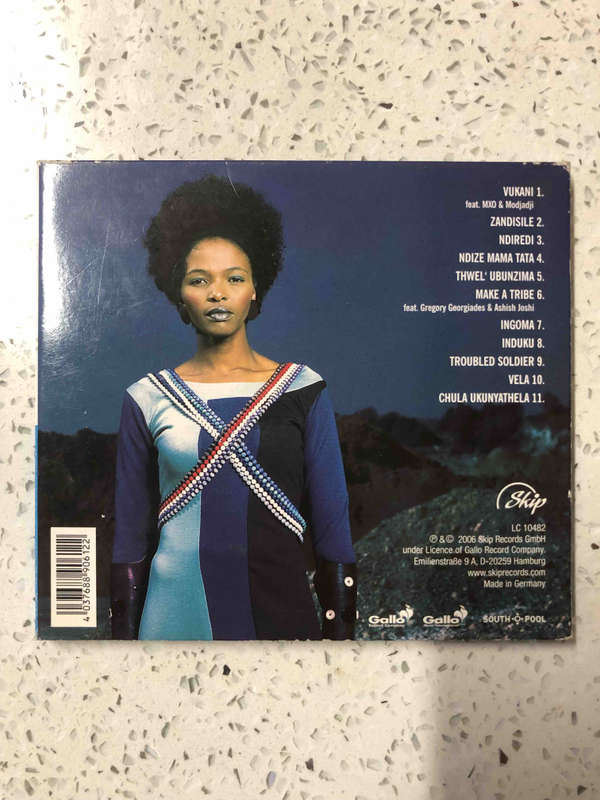 VUKANI 1.
feat. MXO & Modjadji
ZANDISILE 2.
NDIREDI 3.
NDIZE MAMA TATA 4.
THWEL' UBUNZIMA 5.
MAKE A TRIBE 6.
feat. Gregory Georgiades & Ashish Joshi
INGOMA 7.
INDUKU 8.
TROUBLED SOLDIER 9.
VELA 10.
CHULA UKUNYATHELA 11.
Skip
LC 10482
℗ & © 2006 Skip Records GmbH
under Licence of Gallo Record Company.
Emilienstraße 9 A, D-20259 Hamburg
www.skiprecords.com
Made in Germany
4 037688 906122
Gallo
Gallo
SOUTH POOL